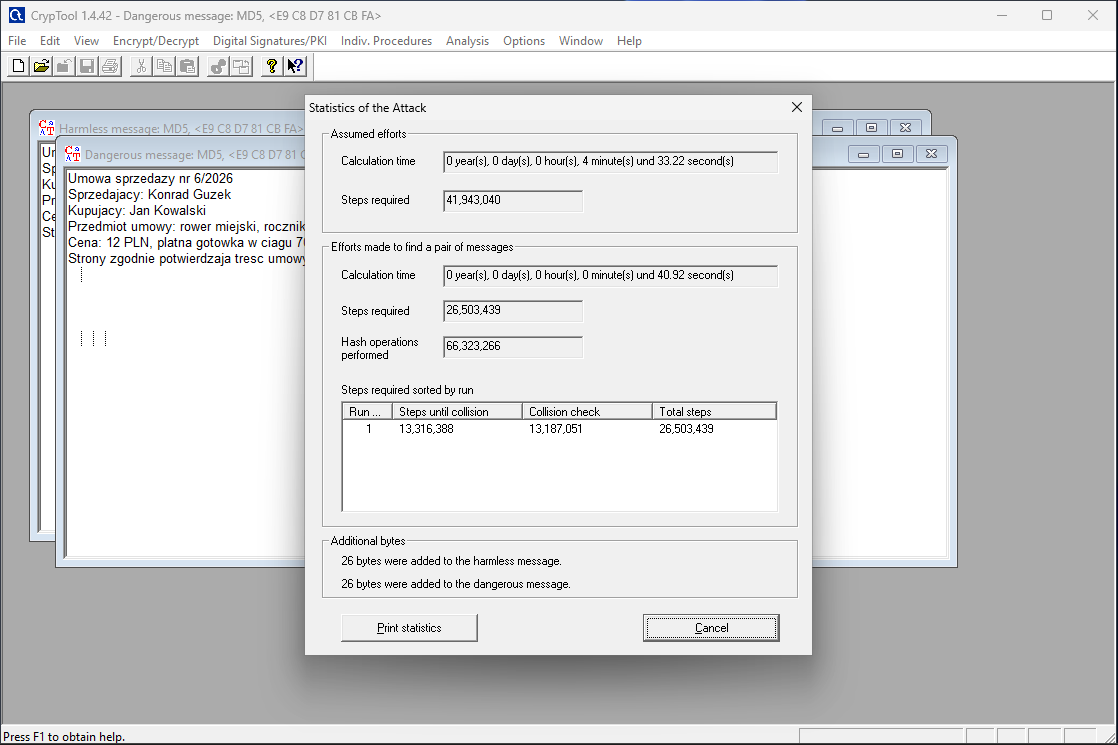 CrypTool 1.4.42 - Dangerous message: MD5, <E9 C8 D7 81 CB FA>
File Edit View Encrypt/Decrypt Digital Signatures/PKI Indiv. Procedures Analysis Options Window Help
Harmless message: MD5, <E9 C8 D7 81 CB FA>
Dangerous message: MD5, <E9 C8 D7 81
Umowa sprzedazy nr 6/2026
Sprzedajacy: Konrad Guzek
Kupujacy: Jan Kowalski
Przedmiot umowy: rower miejski, rocznik
Cena: 12 PLN, platna gotowka w ciagu
Strony zgodnie potwierdzaja tresc umowy
Statistics of the Attack
Assumed efforts
Calculation time 0 year(s), 0 day(s), 0 hour(s), 4 minute(s) und 33.22 second(s)
Steps required 41,943,040
Efforts made to find a pair of messages
Calculation time 0 year(s), 0 day(s), 0 hour(s), 0 minute(s) und 40.92 second(s)
Steps required 26,503,439
Hash operations
performed 66,323,266
Steps required sorted by run
Run ... Steps until collision Collision check Total steps
1 13,316,388 13,187,051 26,503,439
Additional bytes
26 bytes were added to the harmless message.
26 bytes were added to the dangerous message.
Print statistics Cancel
Press F1 to obtain help.